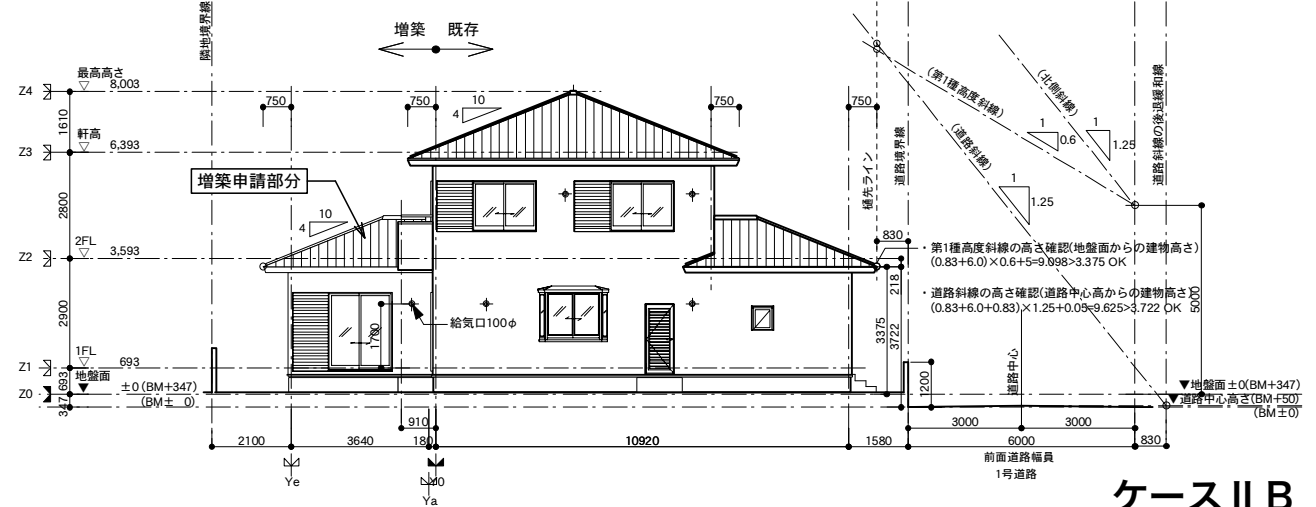 隣地境界線
増築
既存
Z4
最高高さ
8,003
1610
750
750
4
10
750
750
Z3
軒高
6,393
2800
増築申請部分
4
10
Z2
2FL
3,593
2900
1700
給気口100φ
Z1
1FL
693
地盤面
693
Z0
±0(BM+347)
(BM± 0)
347
910
2100
3640
180
10920
1580
Ye
Y0
Ya
樋先ライン
道路境界線
(第1種高度斜線)
(北側斜線)
(道路斜線)
1
0.6
1
1.25
1
1.25
道路斜線の後退緩和線
830
・第1種高度斜線の高さ確認(地盤面からの建物高さ)
(0.83+6.0)×0.6+5=9.098>3.375 OK
・道路斜線の高さ確認(道路中心高からの建物高さ)
(0.83+6.0+0.83)×1.25+0.05=9.625>3.722 OK
218
3375
3722
5000
1200
道路中心
▼地盤面±0(BM+347)
▼道路中心高さ(BM+50)
(BM±0)
3000
3000
6000
830
前面道路幅員
1号道路
ケースⅡB